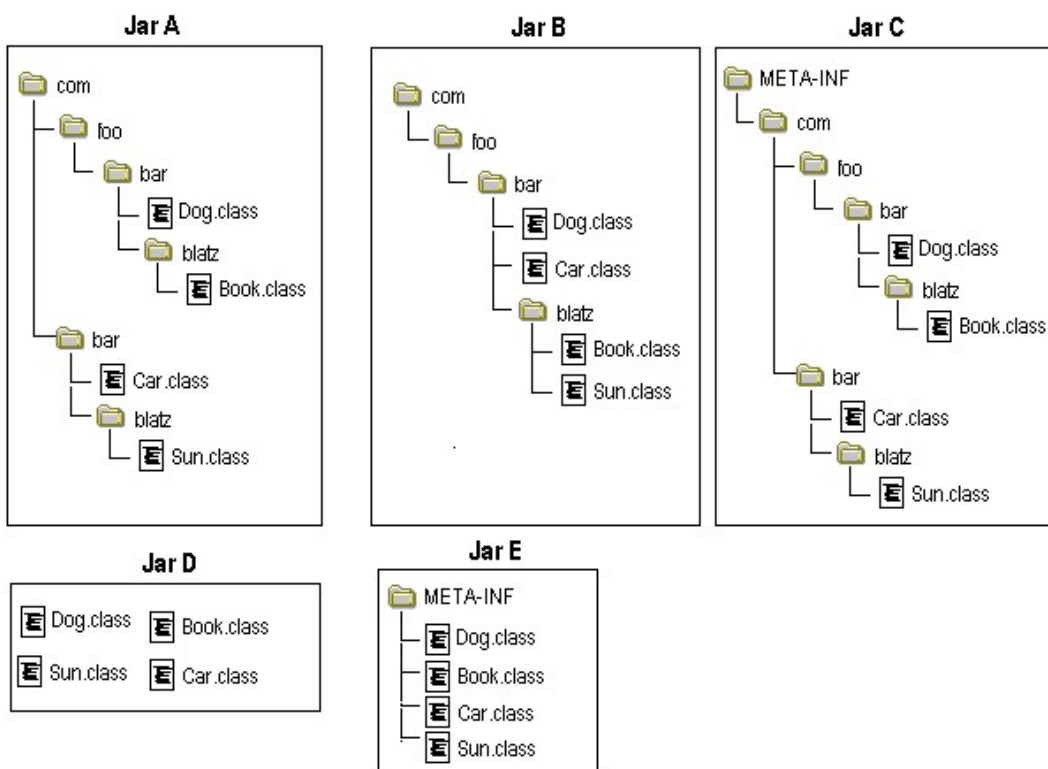 Jar A
com
foo
bar
Dog.class
blatz
Book.class
bar
Car.class
blatz
Sun.class
Jar B
com
foo
bar
Dog.class
Car.class
blatz
Book.class
Sun.class
Jar C
META-INF
com
foo
bar
Dog.class
blatz
Book.class
bar
Car.class
blatz
Sun.class
Jar D
Dog.class Book.class
Sun.class Car.class
Jar E
META-INF
Dog.class
Book.class
Car.class
Sun.class